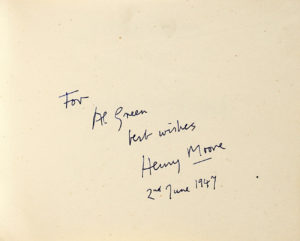 For
Al Green
best wishes
Henry Moore
2nd June 1947